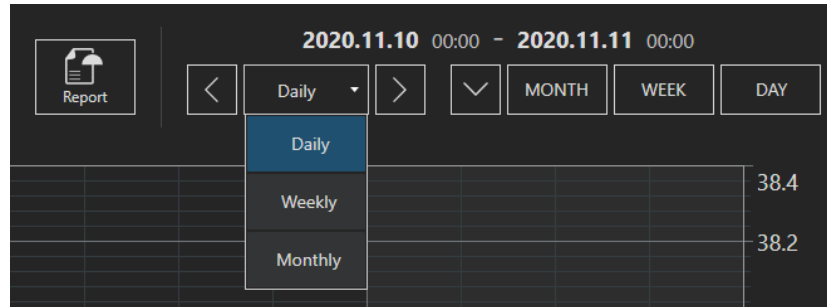 2020.11.10 00:00 - 2020.11.11 00:00
Report
Daily
MONTH
WEEK
DAY
Daily
Weekly
Monthly
38.4
38.2